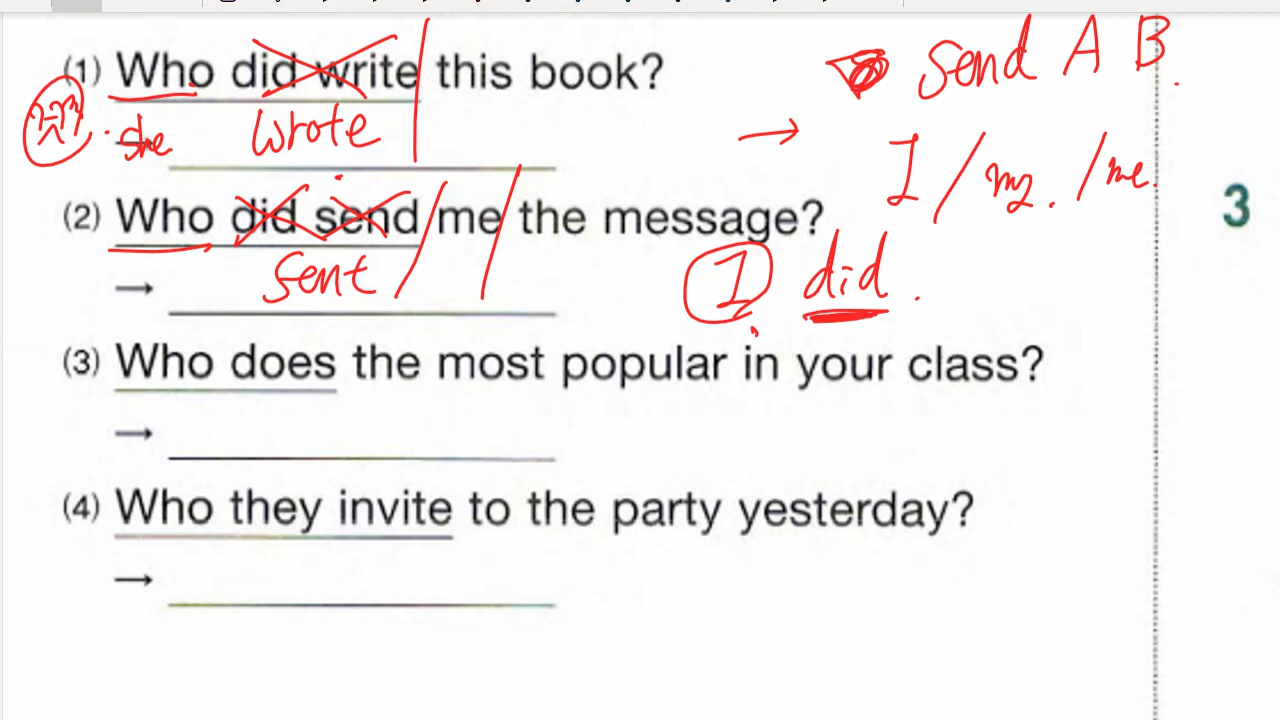 (1) Who did write this book?
she wrote
send A B.
→ I / my. / me.
(2) Who did send me the message?
sent
→
I did.
3
(3) Who does the most popular in your class?
→
(4) Who they invite to the party yesterday?
→